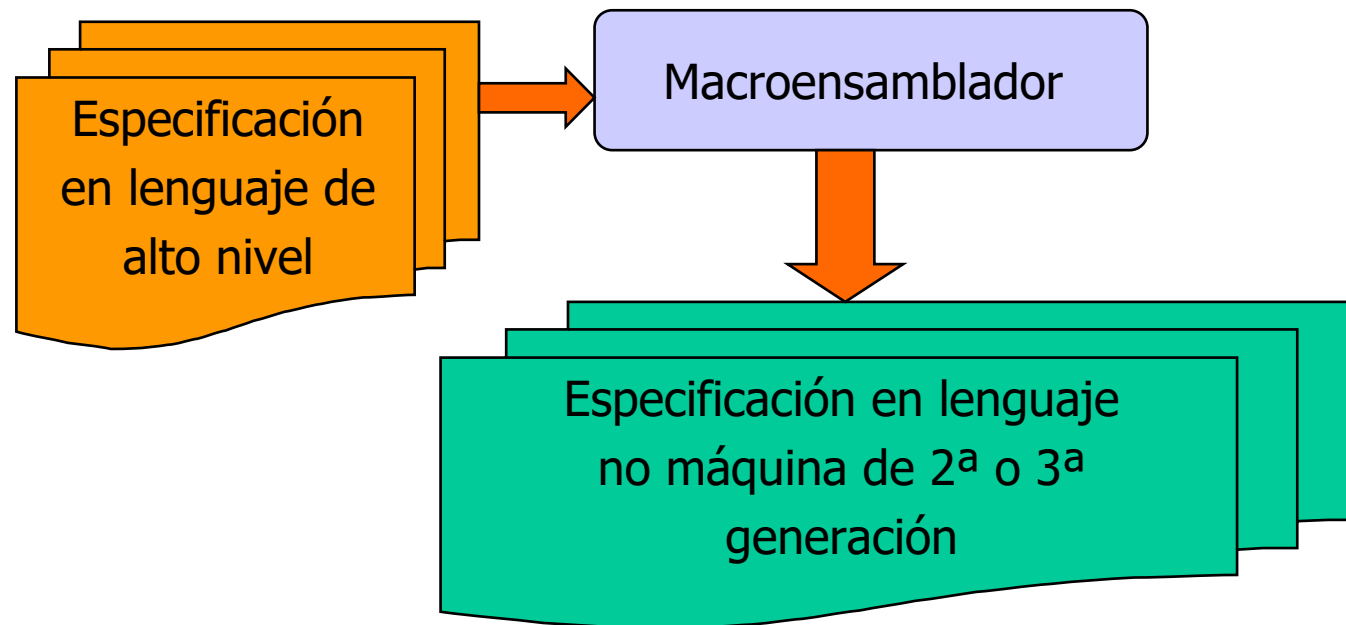 Especificación
en lenguaje de
alto nivel
Macroensamblador
Especificación en lenguaje
no máquina de 2ª o 3ª
generación